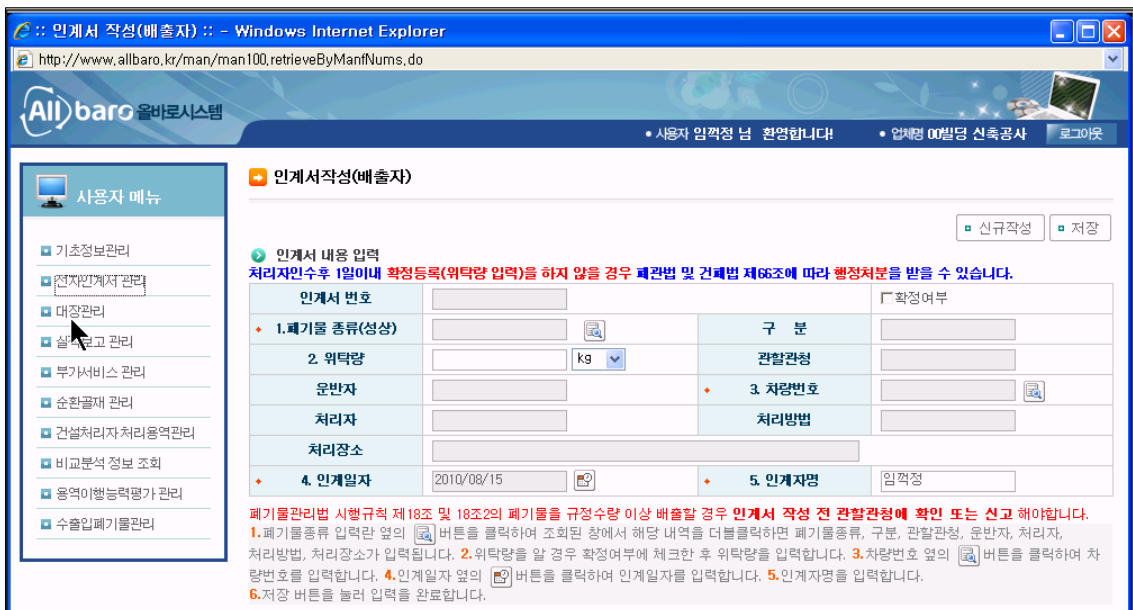 :: 인계서 작성(배출자) :: - Windows Internet Explorer
http://www.allbaro.kr/man/man100.retrieveByManfNums.do
Allbaro 올바로시스템
• 사용자 임꺽정 님 환영합니다! • 업체명 00빌딩 신축공사 로그아웃
사용자 메뉴
기초정보관리
전자인계서 관리
대장관리
실적보고 관리
부가서비스 관리
순환골재 관리
건설처리자처리용역관리
비교분석 정보 조회
용역이행능력평가 관리
수출입폐기물관리
인계서작성(배출자)
신규작성 저장
인계서 내용 입력
처리자인수후 1일이내 확정등록(위탁량 입력)을 하지 않을 경우 폐관법 및 건폐법 제66조에 따라 행정처분을 받을 수 있습니다.
인계서 번호 확정여부
1.폐기물 종류(성상) 구 분
2. 위탁량 kg 관할관청
운반자 3. 차량번호
처리자 처리방법
처리장소
4. 인계일자 2010/08/15 5. 인계자명 임꺽정
폐기물관리법 시행규칙 제18조 및 18조2의 폐기물을 규정수량 이상 배출할 경우 인계서 작성 전 관할관청에 확인 또는 신고 해야합니다.
1.폐기물종류 입력란 옆의 버튼을 클릭하여 조회된 창에서 해당 내역을 더블클릭하면 폐기물종류, 구분, 관할관청, 운반자, 처리자,
처리방법, 처리장소가 입력됩니다. 2.위탁량을 알 경우 확정여부에 체크한 후 위탁량을 입력합니다. 3.차량번호 옆의 버튼을 클릭하여 차
량번호를 입력합니다. 4.인계일자 옆의 버튼을 클릭하여 인계일자를 입력합니다. 5.인계자명을 입력합니다.
6.저장 버튼을 눌러 입력을 완료합니다.